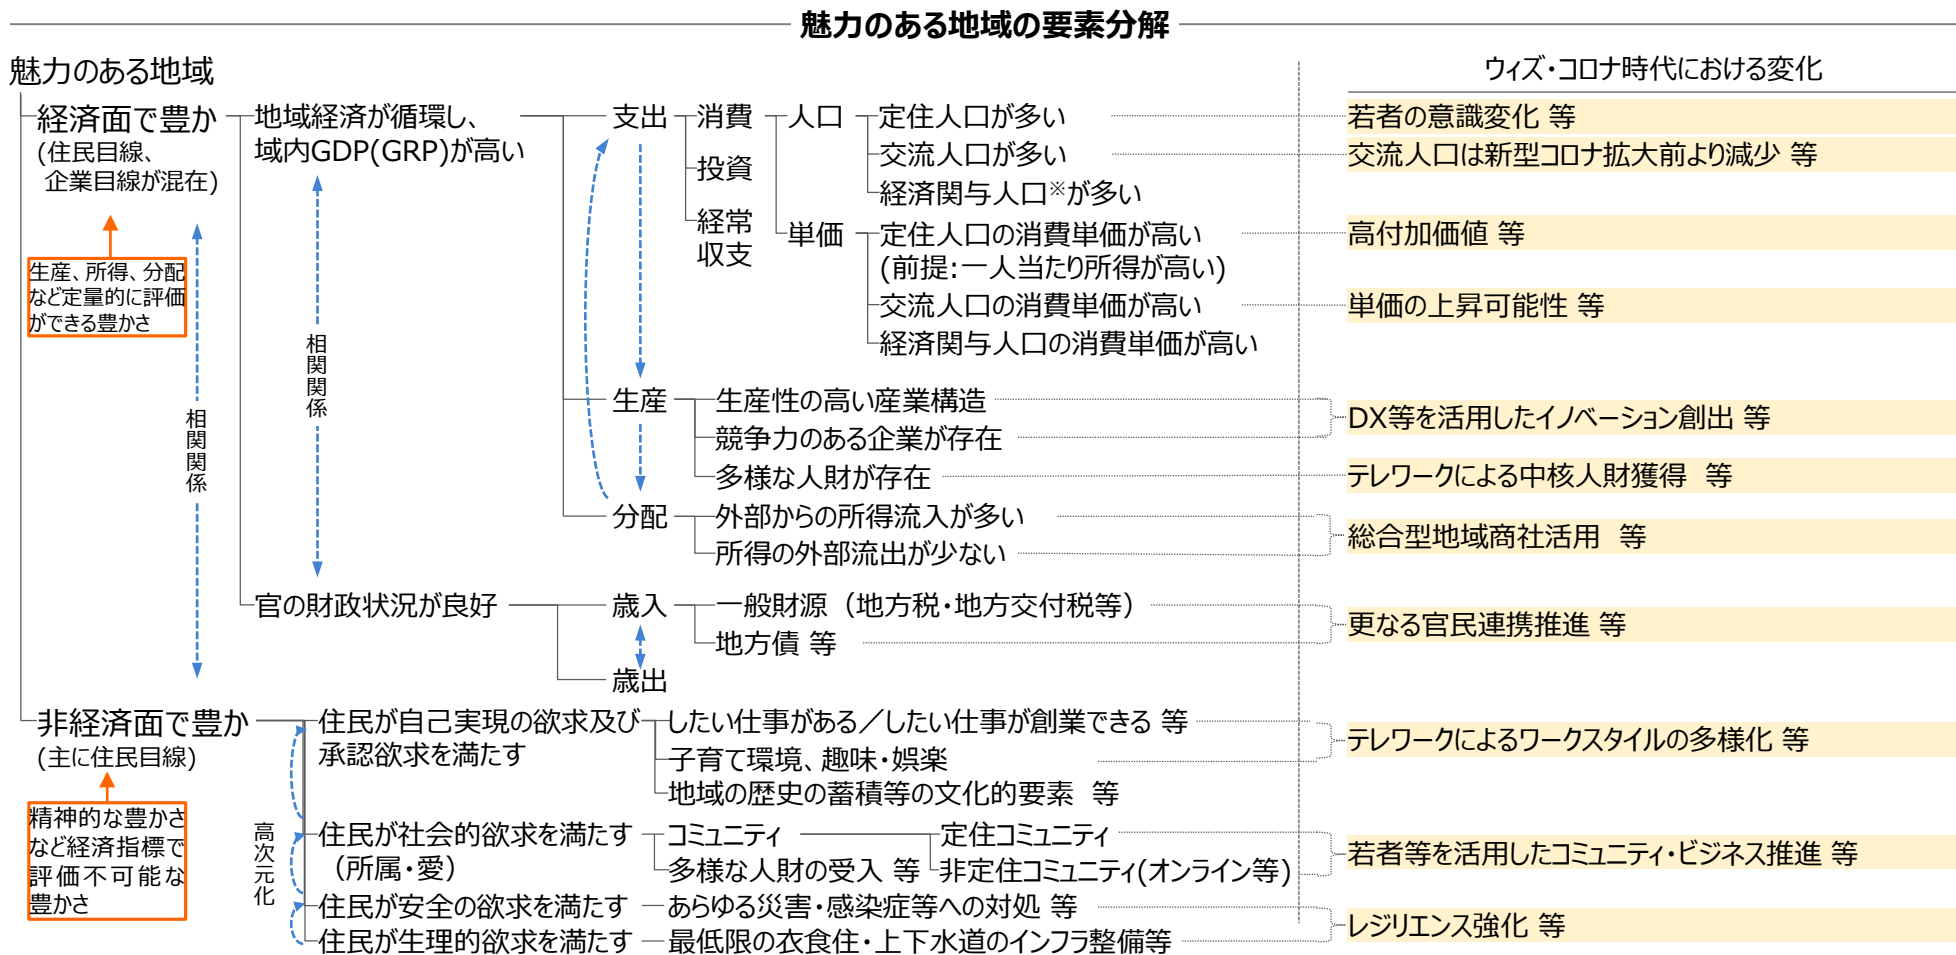 魅力のある地域の要素分解
魅力のある地域
ウィズ・コロナ時代における変化
経済面で豊か
(住民目線、
企業目線が混在)
生産、所得、分配
など定量的に評価
ができる豊かさ
相関関係
地域経済が循環し、
域内GDP(GRP)が高い
相関関係
支出
消費
人口
定住人口が多い
若者の意識変化 等
交流人口が多い
交流人口は新型コロナ拡大前より減少 等
経済関与人口※が多い
投資
経常
収支
単価
定住人口の消費単価が高い
(前提:一人当たり所得が高い)
高付加価値 等
交流人口の消費単価が高い
単価の上昇可能性 等
経済関与人口の消費単価が高い
生産
生産性の高い産業構造
競争力のある企業が存在
DX等を活用したイノベーション創出 等
多様な人財が存在
テレワークによる中核人財獲得 等
分配
外部からの所得流入が多い
所得の外部流出が少ない
総合型地域商社活用 等
官の財政状況が良好
歳入
一般財源（地方税・地方交付税等）
地方債 等
更なる官民連携推進 等
歳出
非経済面で豊か
(主に住民目線)
精神的な豊かさ
など経済指標で
評価不可能な
豊かさ
高次元化
住民が自己実現の欲求及び
承認欲求を満たす
したい仕事がある／したい仕事が創業できる 等
子育て環境、趣味・娯楽
地域の歴史の蓄積等の文化的要素 等
テレワークによるワークスタイルの多様化 等
住民が社会的欲求を満たす
（所属・愛）
コミュニティ
定住コミュニティ
多様な人財の受入 等
非定住コミュニティ(オンライン等)
若者等を活用したコミュニティ・ビジネス推進 等
住民が安全の欲求を満たす
あらゆる災害・感染症等への対処 等
住民が生理的欲求を満たす
最低限の衣食住・上下水道のインフラ整備等
レジリエンス強化 等